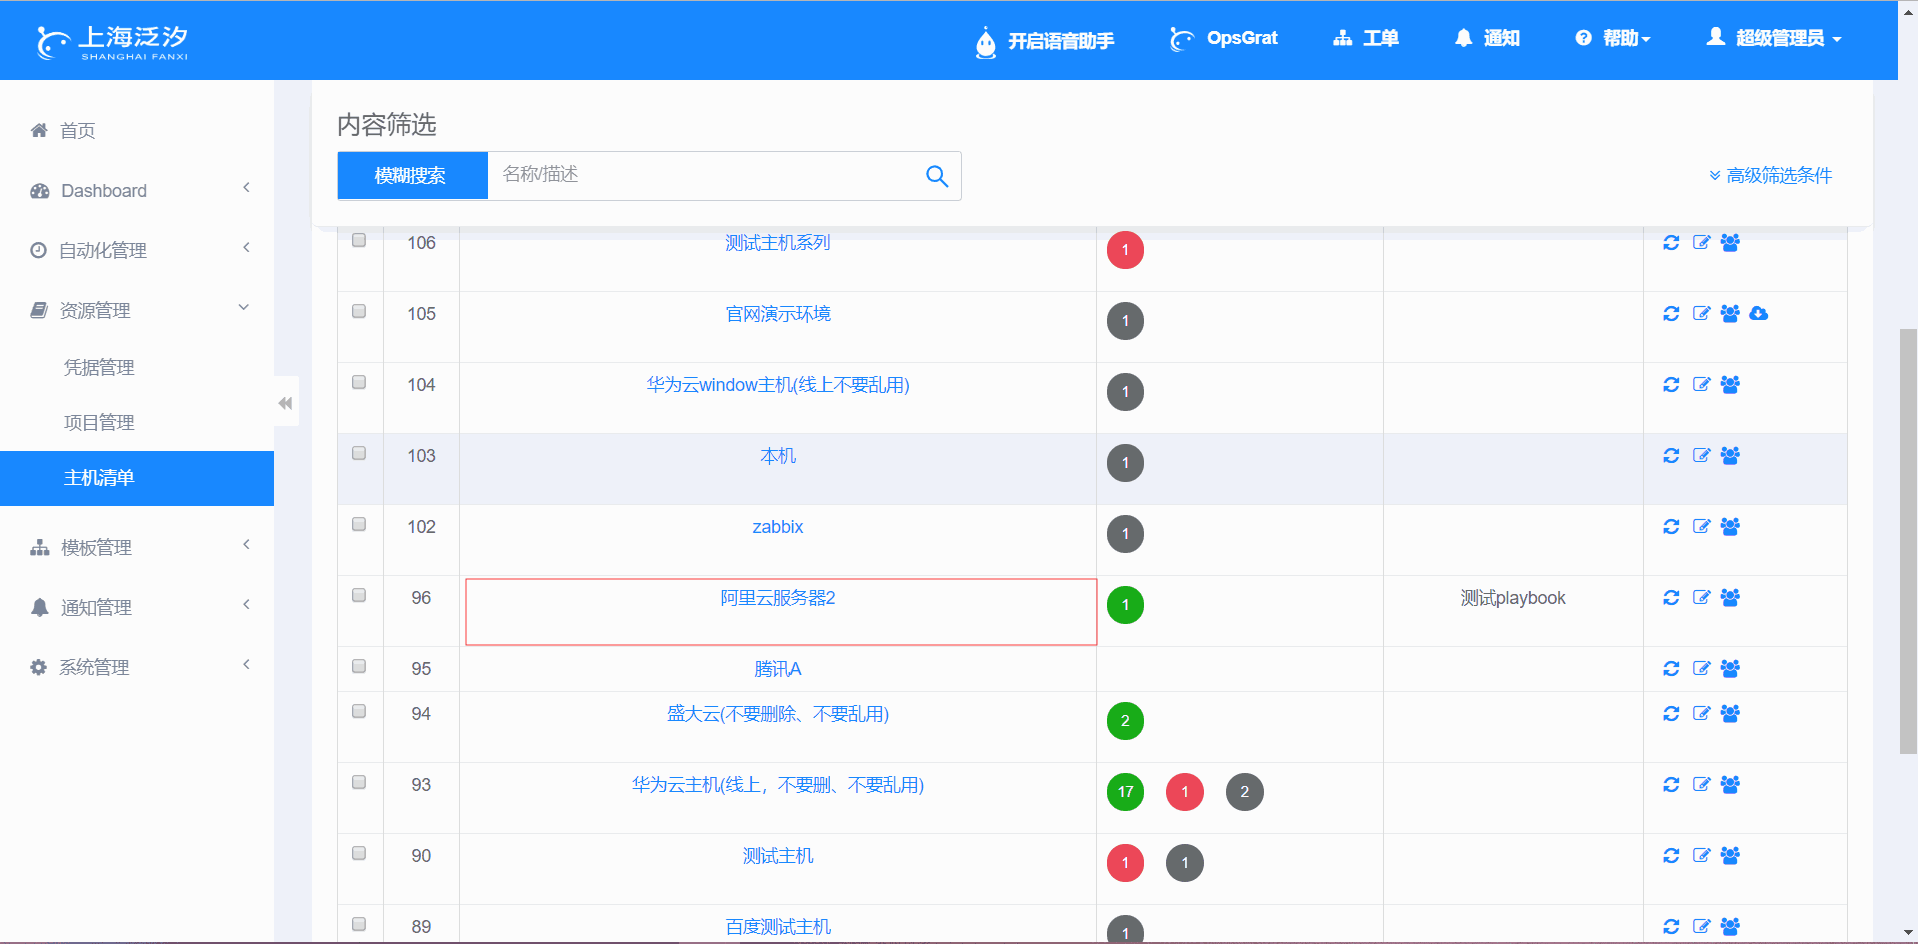 上海泛汐
SHANGHAI FANXI
开启语音助手
OpsGrat
工单
通知
帮助
超级管理员
首页
Dashboard
自动化管理
资源管理
凭据管理
项目管理
主机清单
模板管理
通知管理
系统管理
内容筛选
模糊搜索
名称/描述
高级筛选条件
106 测试主机系列 1
105 官网演示环境 1
104 华为云window主机(线上不要乱用) 1
103 本机 1
102 zabbix 1
96 阿里云服务器2 1 测试playbook
95 腾讯A
94 盛大云(不要删除、不要乱用) 2
93 华为云主机(线上，不要删、不要乱用) 17 1 2
90 测试主机 1 1
89 百度测试主机 1